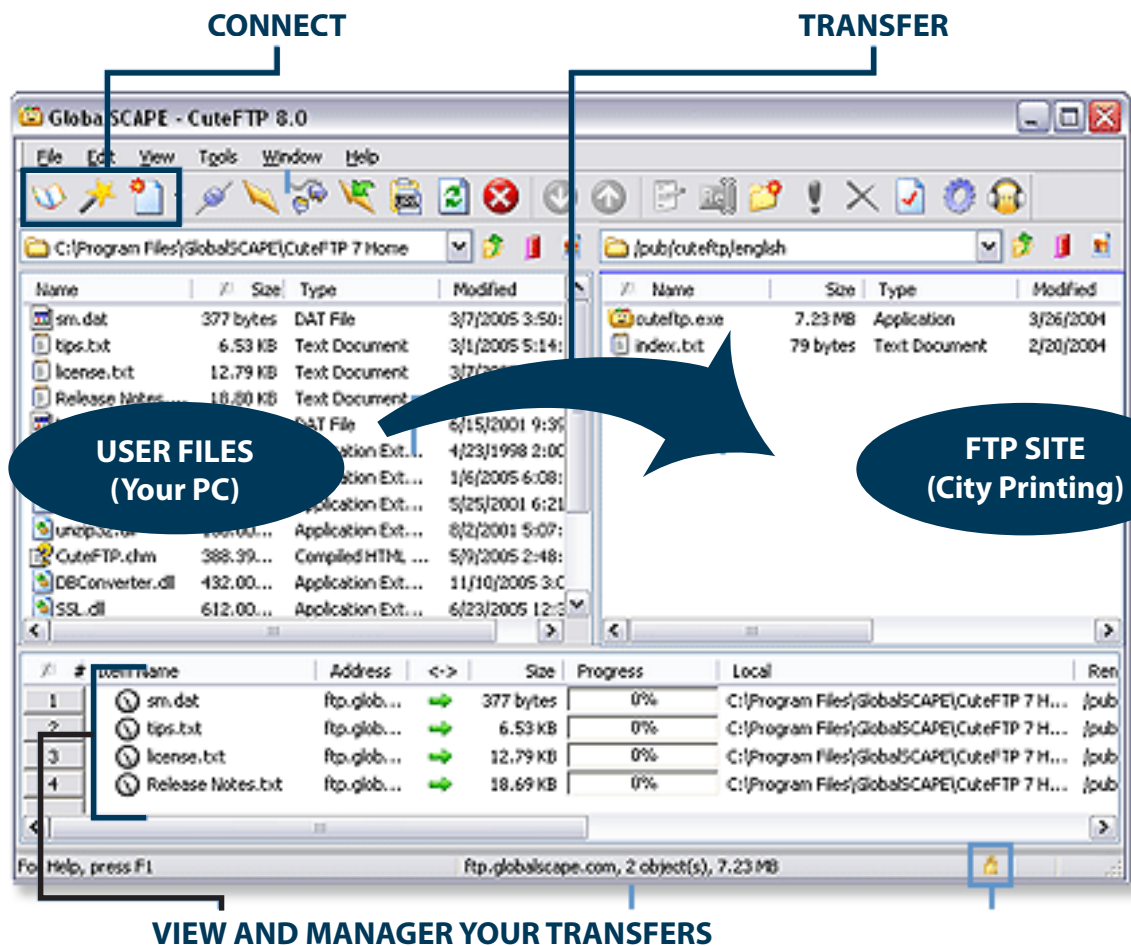 CONNECT
TRANSFER
GlobalSCAPE - CuteFTP 8.0
File Edit View Tools Window Help
C:\Program Files\GlobalSCAPE\CuteFTP 7 Home
/pub/cuteftp/english
Name Size Type Modified
Name Size Type Modified
sm.dat 377 bytes DAT File 3/7/2005 3:50:
cuteftp.exe 7.23 MB Application 3/26/2004
tips.txt 6.53 KB Text Document 3/1/2005 5:14:
index.txt 79 bytes Text Document 2/20/2004
license.txt 12.79 KB Text Document
Release Notes.... 18.80 KB Text Document
DAT File 6/15/2001 9:39
Ext... 4/23/1998 2:00
Ext... 1/6/2005 6:08:
Application Ext... 5/25/2001 6:21
Application Ext... 8/2/2001 5:07:
CuteFTP.chm 388.39... Compiled HTML ... 5/9/2005 2:48:
DBConverter.dll 432.00... Application Ext... 11/10/2005 3:0
SSL.dll 612.00... Application Ext... 6/23/2005 12:3
USER FILES
(Your PC)
FTP SITE
(City Printing)
# Item Name Address <-> Size Progress Local
1 sm.dat ftp.glob... 377 bytes 0% C:\Program Files\GlobalSCAPE\CuteFTP 7 H... /pub
2 tips.txt ftp.glob... 6.53 KB 0% C:\Program Files\GlobalSCAPE\CuteFTP 7 H... /pub
3 license.txt ftp.glob... 12.79 KB 0% C:\Program Files\GlobalSCAPE\CuteFTP 7 H... /pub
4 Release Notes.txt ftp.glob... 18.69 KB 0% C:\Program Files\GlobalSCAPE\CuteFTP 7 H... /pub
For Help, press F1
ftp.globalscape.com, 2 object(s), 7.23 MB
VIEW AND MANAGER YOUR TRANSFERS